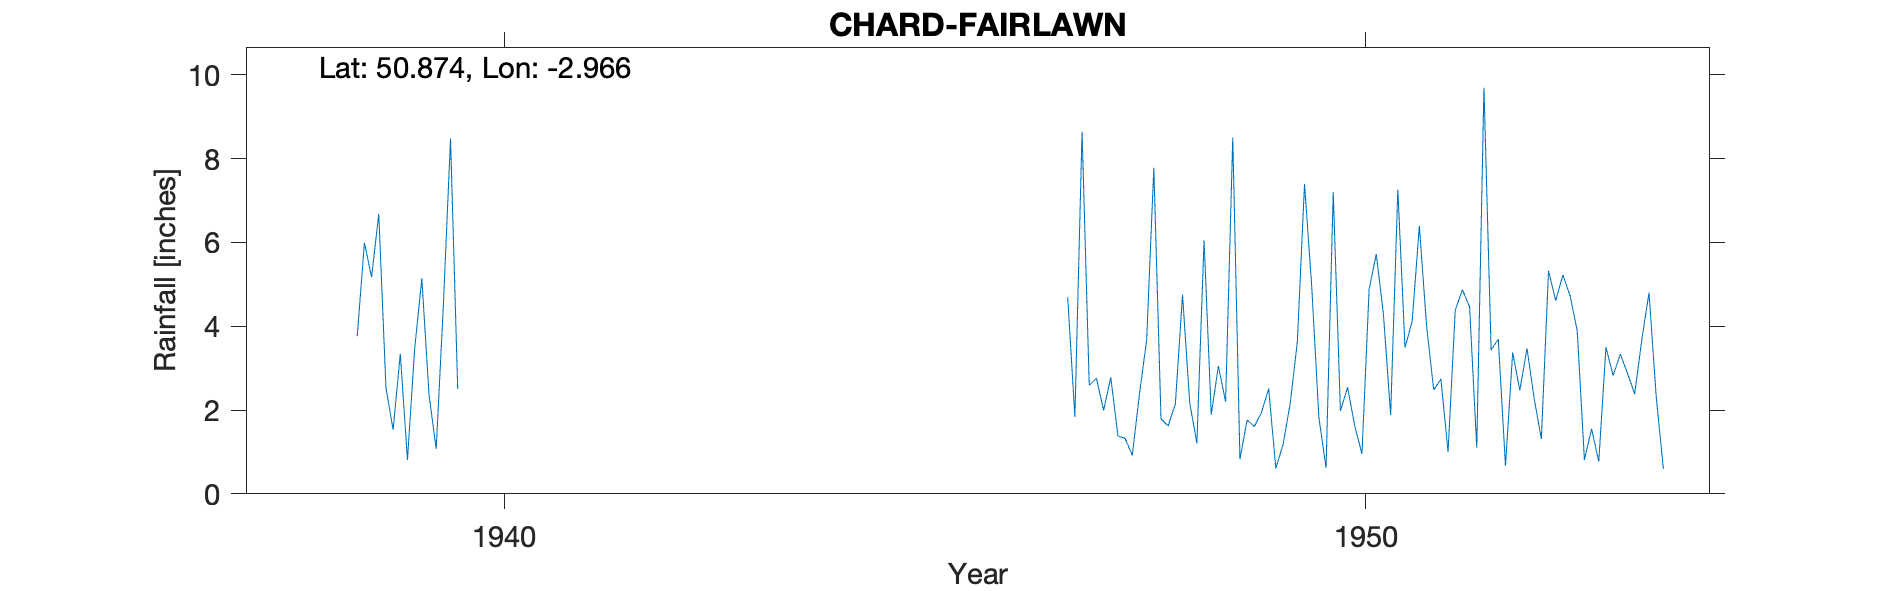 CHARD-FAIRLAWN
Lat: 50.874, Lon: -2.966
10
8
6
4
2
0
Rainfall [inches]
1940
1950
Year